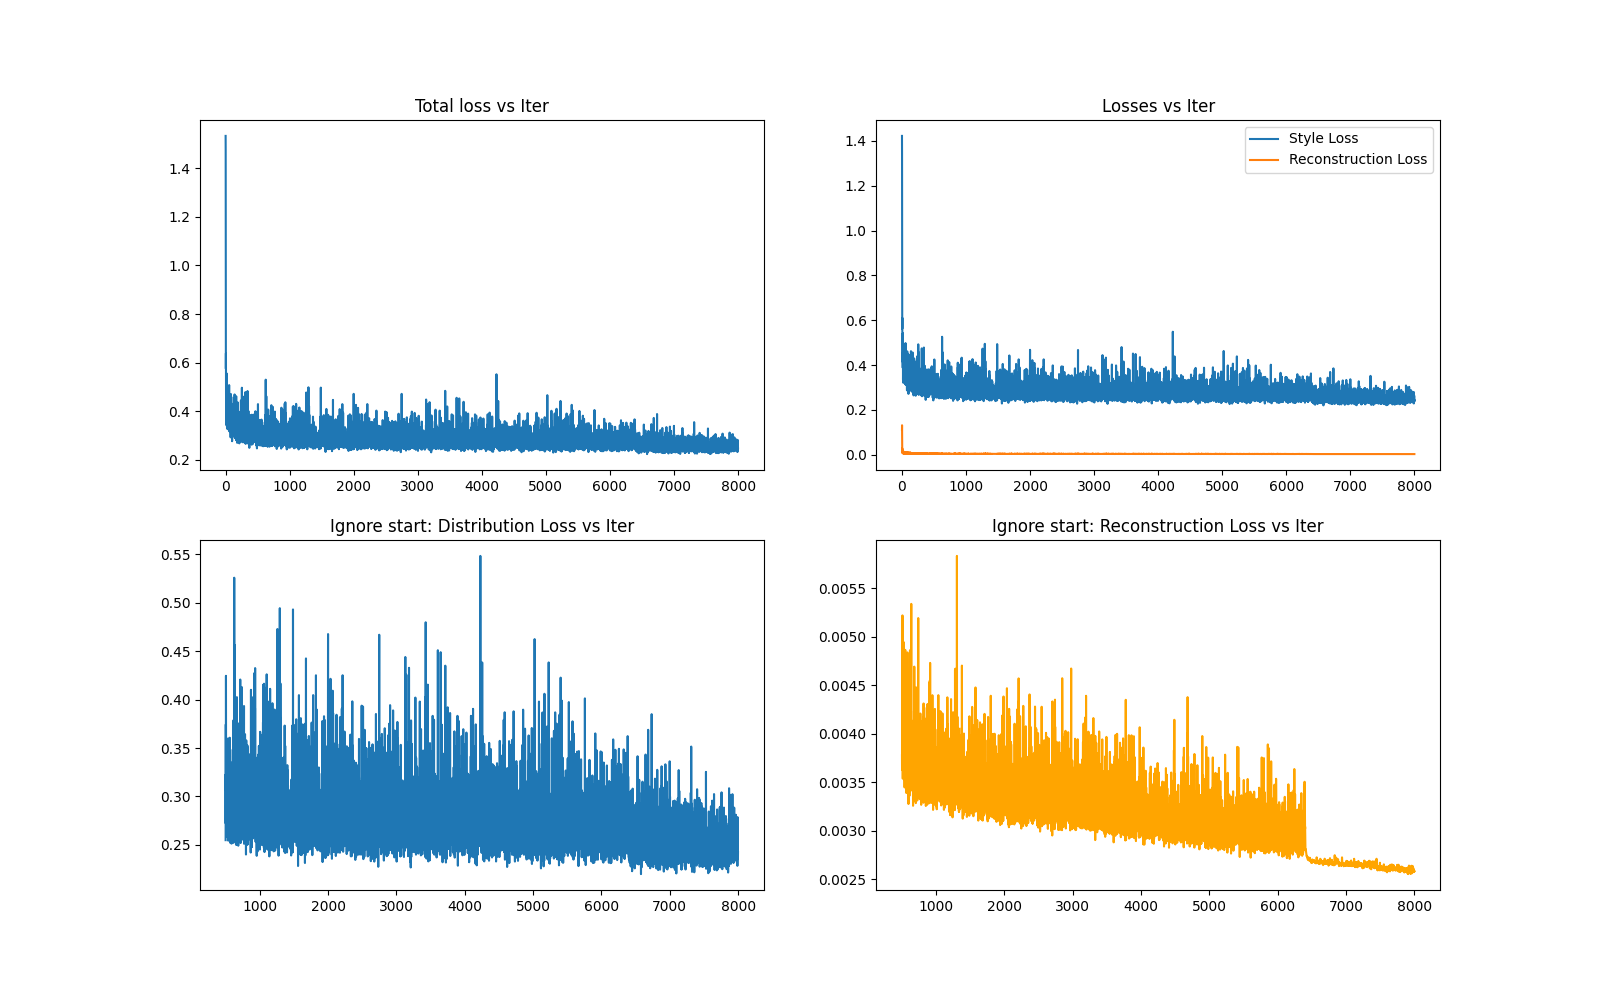 Total loss vs Iter
1.4
1.2
1.0
0.8
0.6
0.4
0.2
0 1000 2000 3000 4000 5000 6000 7000 8000
Losses vs Iter
Style Loss
Reconstruction Loss
1.4
1.2
1.0
0.8
0.6
0.4
0.2
0.0
0 1000 2000 3000 4000 5000 6000 7000 8000
Ignore start: Distribution Loss vs Iter
0.55
0.50
0.45
0.40
0.35
0.30
0.25
1000 2000 3000 4000 5000 6000 7000 8000
Ignore start: Reconstruction Loss vs Iter
0.0055
0.0050
0.0045
0.0040
0.0035
0.0030
0.0025
1000 2000 3000 4000 5000 6000 7000 8000